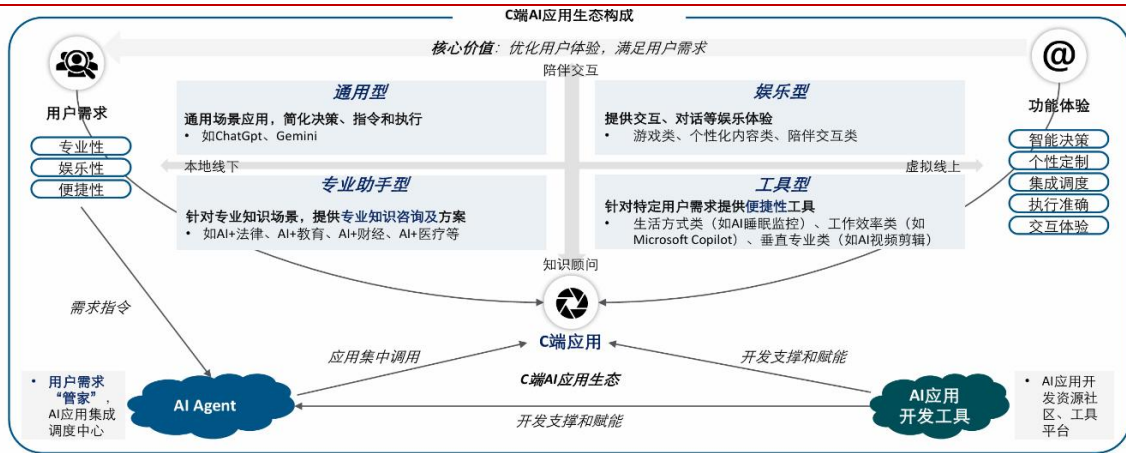 C端AI应用生态构成
核心价值：优化用户体验，满足用户需求
陪伴交互
用户需求
专业性
娱乐性
便捷性
通用型
通用场景应用，简化决策、指令和执行
• 如ChatGpt、Gemini
娱乐型
提供交互、对话等娱乐体验
• 游戏类、个性化内容类、陪伴交互类
@
功能体验
智能决策
个性定制
集成调度
执行准确
交互体验
本地线下
虚拟线上
专业助手型
针对专业知识场景，提供专业知识咨询及方案
• 如AI+法律、AI+教育、AI+财经、AI+医疗等
工具型
针对特定用户需求提供便捷性工具
• 生活方式类（如AI睡眠监控）、工作效率类（如
Microsoft Copilot）、垂直专业类（如AI视频剪辑）
知识顾问
C端应用
需求指令
应用集中调用
开发支撑和赋能
C端AI应用生态
• 用户需求
“管家”，
AI应用集成
调度中心
AI Agent
开发支撑和赋能
AI应用
开发工具
• AI应用开
发资源社
区、工具
平台